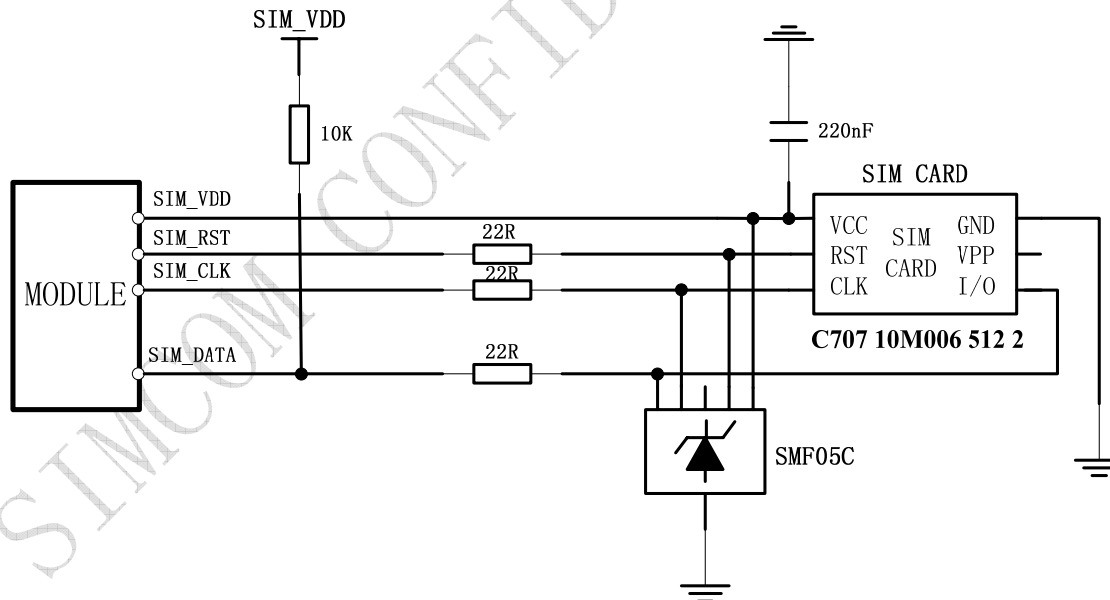 SIM_VDD
10K
220nF
SIM CARD
SIM_VDD
SIM_RST
SIM_CLK
SIM_DATA
MODULE
22R
22R
22R
VCC
RST
CLK
SIM
CARD
GND
VPP
I/O
C707 10M006 512 2
SMF05C
SIMCOM CONFID